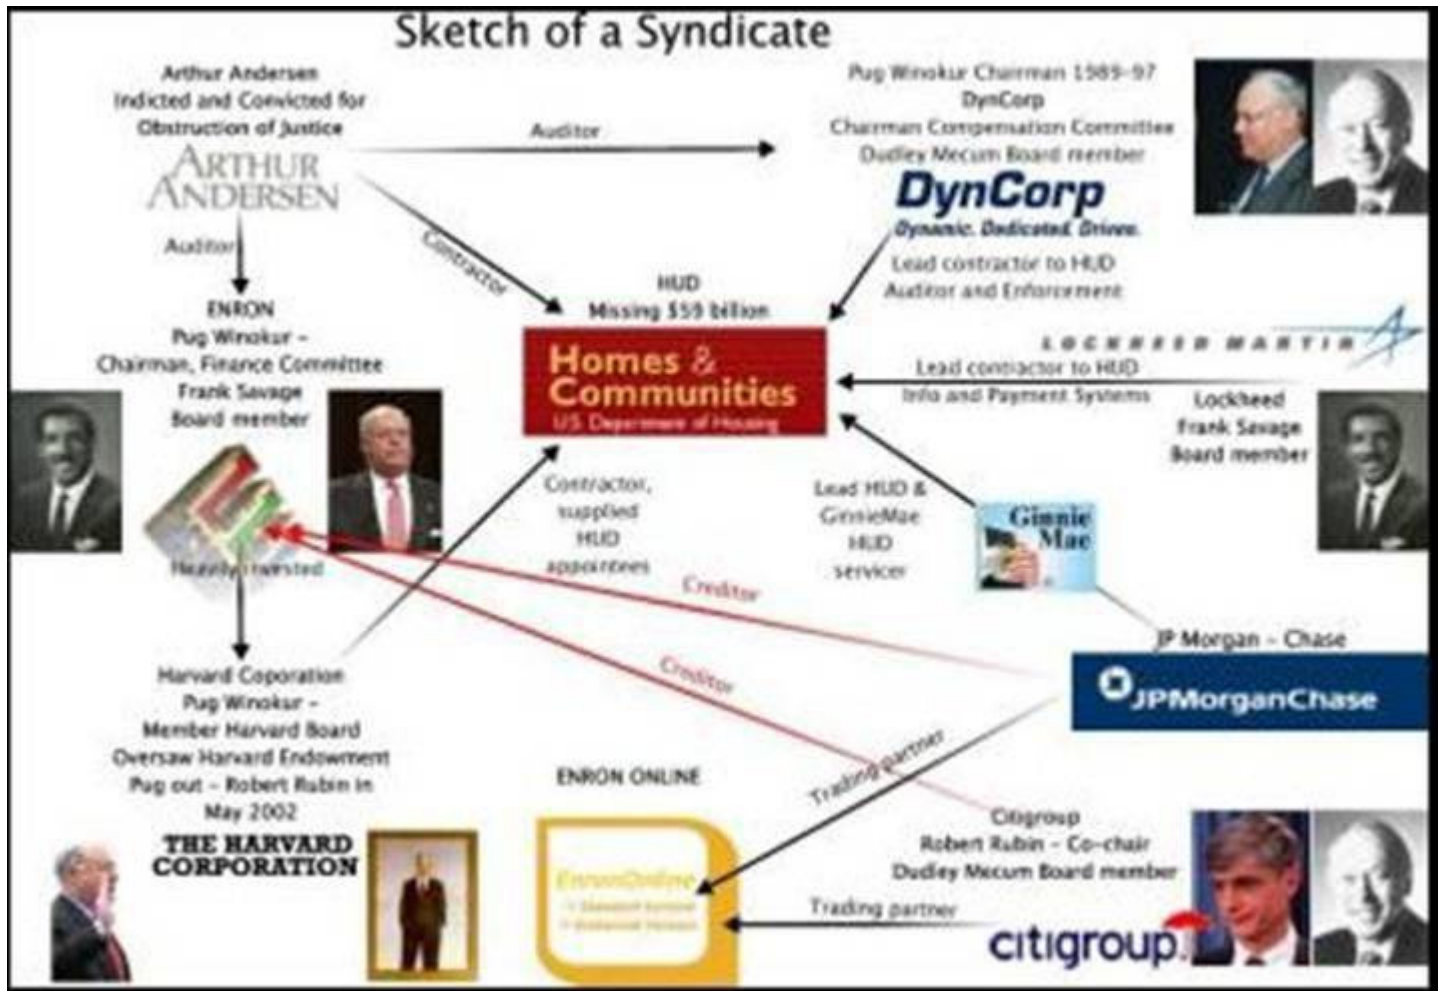 Sketch of a Syndicate
Arthur Andersen
Indicted and Convicted for
Obstruction of Justice
ARTHUR
ANDERSEN
Auditor
Pug Winokur Chairman 1989-97
DynCorp
Chairman Compensation Committee
Dudley Mecum Board member
DynCorp
Dynamic. Dedicated. Driven.
Lead contractor to HUD
Auditor and Enforcement
Auditor
Contractor
HUD
Missing $59 billion
Homes &
Communities
U.S. Department of Housing
ENRON
Pug Winokur -
Chairman, Finance Committee
Frank Savage
Board member
LOCKHEED MARTIN
Lead contractor to HUD
Info and Payment Systems
Lockheed
Frank Savage
Board member
Heavily invested
Contractor,
supplied
HUD
appointees
Lead HUD &
GinnieMae
HUD
servicer
Ginnie
Mae
Creditor
Creditor
JP Morgan - Chase
JPMorganChase
Harvard Coporation
Pug Winokur -
Member Harvard Board
Oversaw Harvard Endowment
Pug out - Robert Rubin in
May 2002
THE HARVARD
CORPORATION
ENRON ONLINE
EnronOnline
Trading partner
Citigroup
Robert Rubin - Co-chair
Dudley Mecum Board member
Trading partner
citigroup